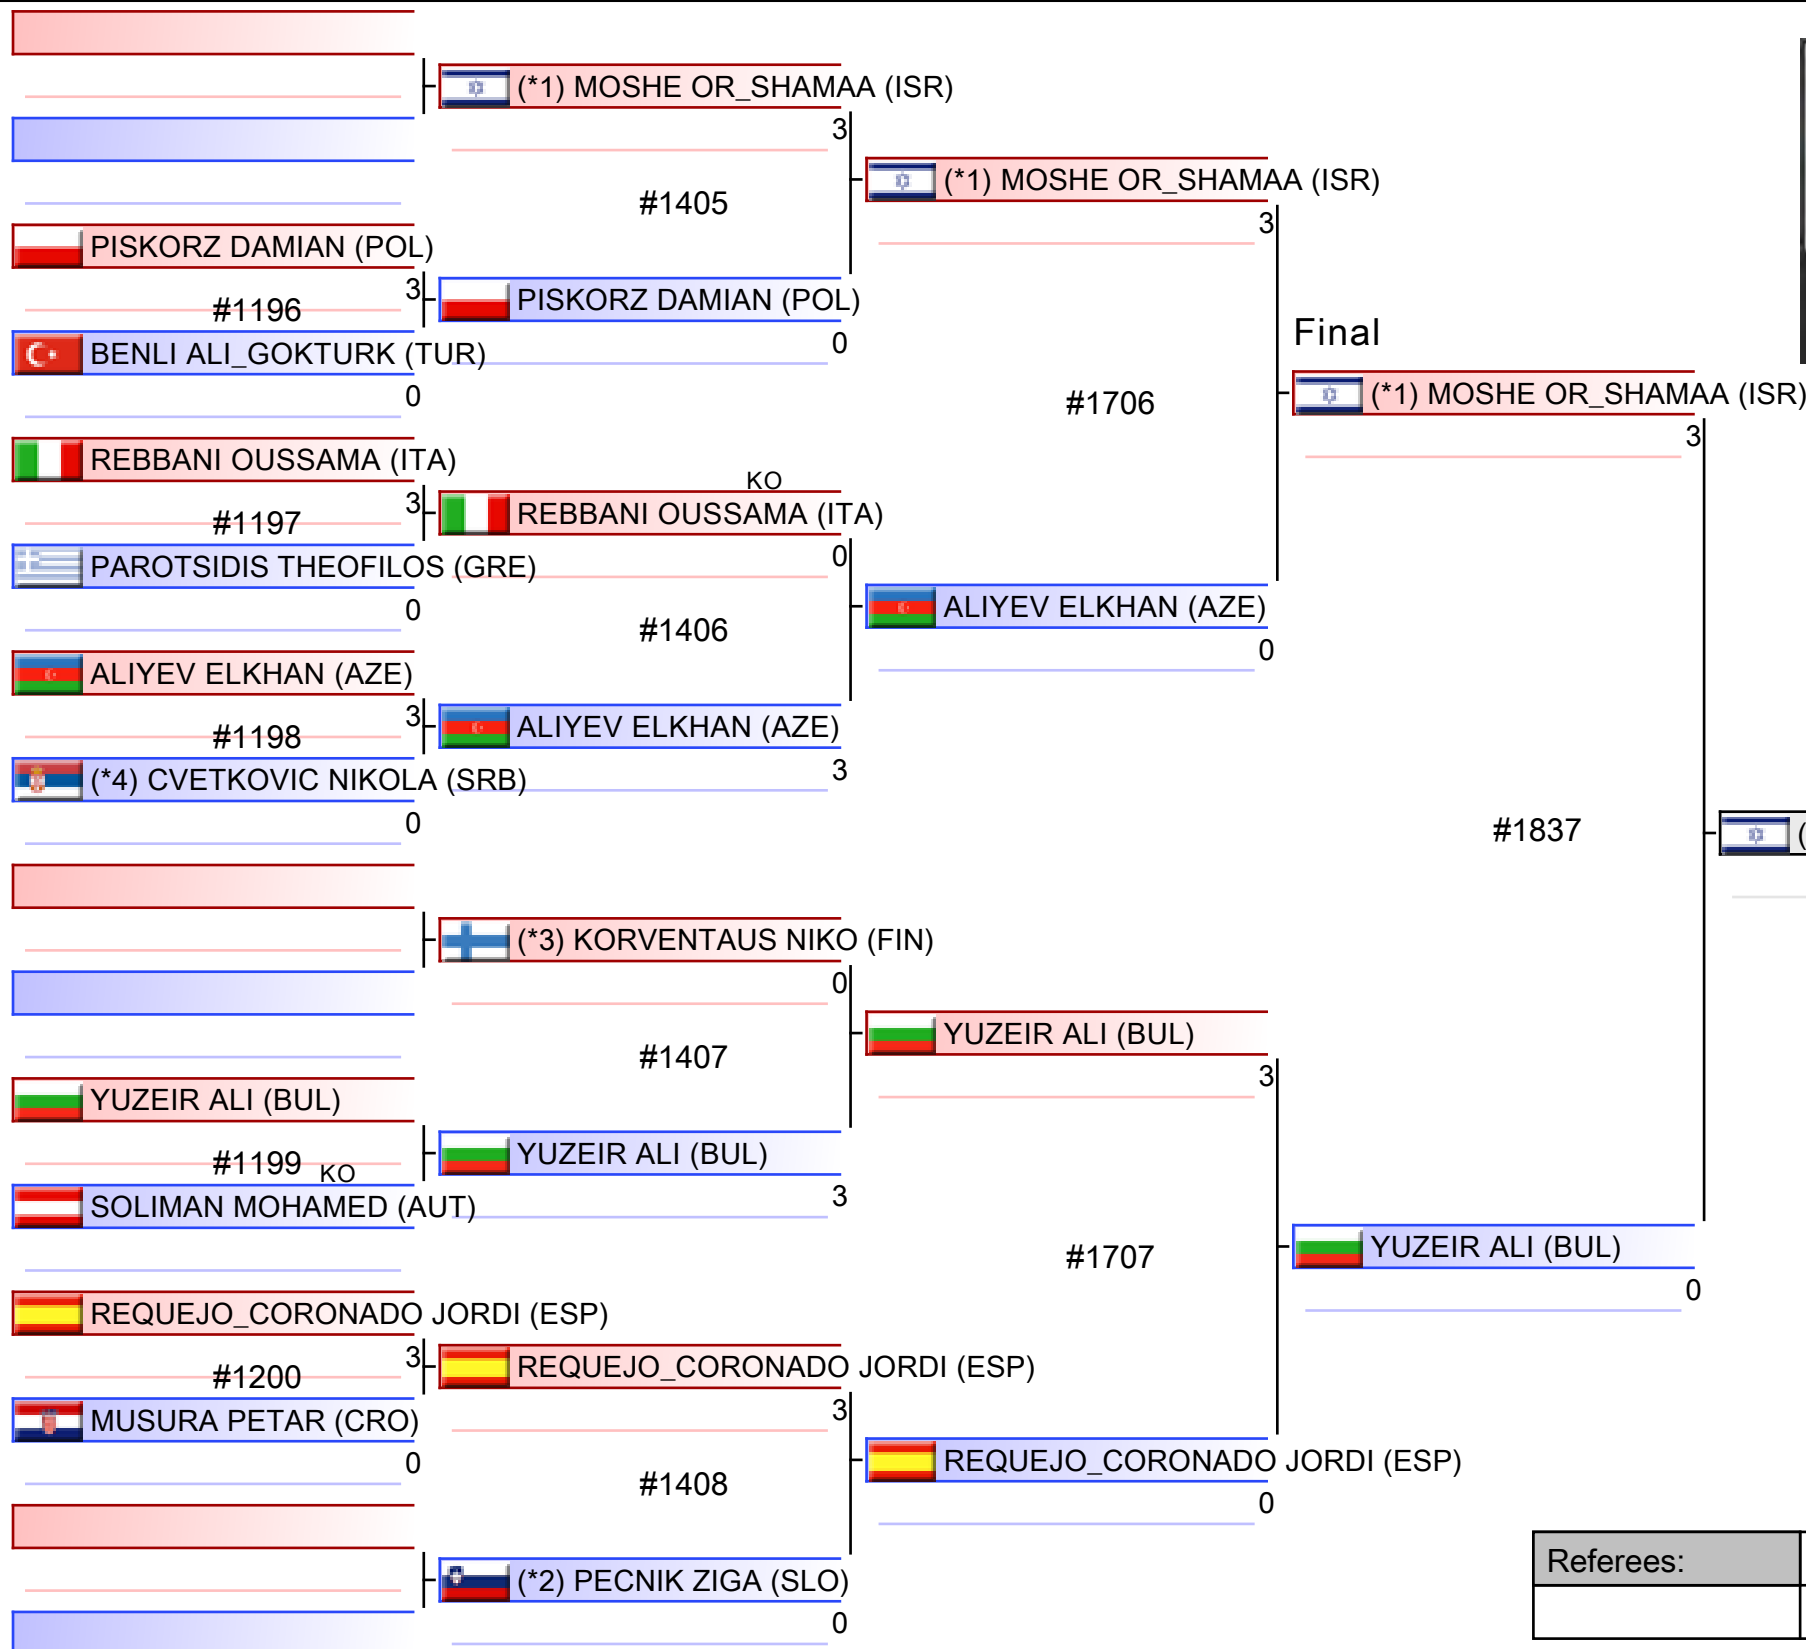 (*1) MOSHE OR_SHAMAA (ISR)
3
(*1) MOSHE OR_SHAMAA (ISR)
#1405
3
PISKORZ DAMIAN (POL)
3
PISKORZ DAMIAN (POL)
#1196
Final
0
BENLI ALI_GOKTURK (TUR)
0
(*1) MOSHE OR_SHAMAA (ISR)
#1706
3
REBBANI OUSSAMA (ITA)
KO
3
REBBANI OUSSAMA (ITA)
#1197
0
PAROTSIDIS THEOFILOS (GRE)
0
ALIYEV ELKHAN (AZE)
#1406
0
ALIYEV ELKHAN (AZE)
3
ALIYEV ELKHAN (AZE)
#1198
3
(*4) CVETKOVIC NIKOLA (SRB)
0
#1837
(
(*3) KORVENTAUS NIKO (FIN)
0
YUZEIR ALI (BUL)
#1407
3
YUZEIR ALI (BUL)
YUZEIR ALI (BUL)
#1199 KO
3
SOLIMAN MOHAMED (AUT)
#1707
YUZEIR ALI (BUL)
0
REQUEJO_CORONADO JORDI (ESP)
3
REQUEJO_CORONADO JORDI (ESP)
#1200
3
MUSURA PETAR (CRO)
0
REQUEJO_CORONADO JORDI (ESP)
#1408
0
Referees:
(*2) PECNIK ZIGA (SLO)
0